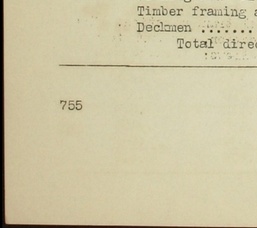 Timber framing a
Deckmen .......
Total direc
755